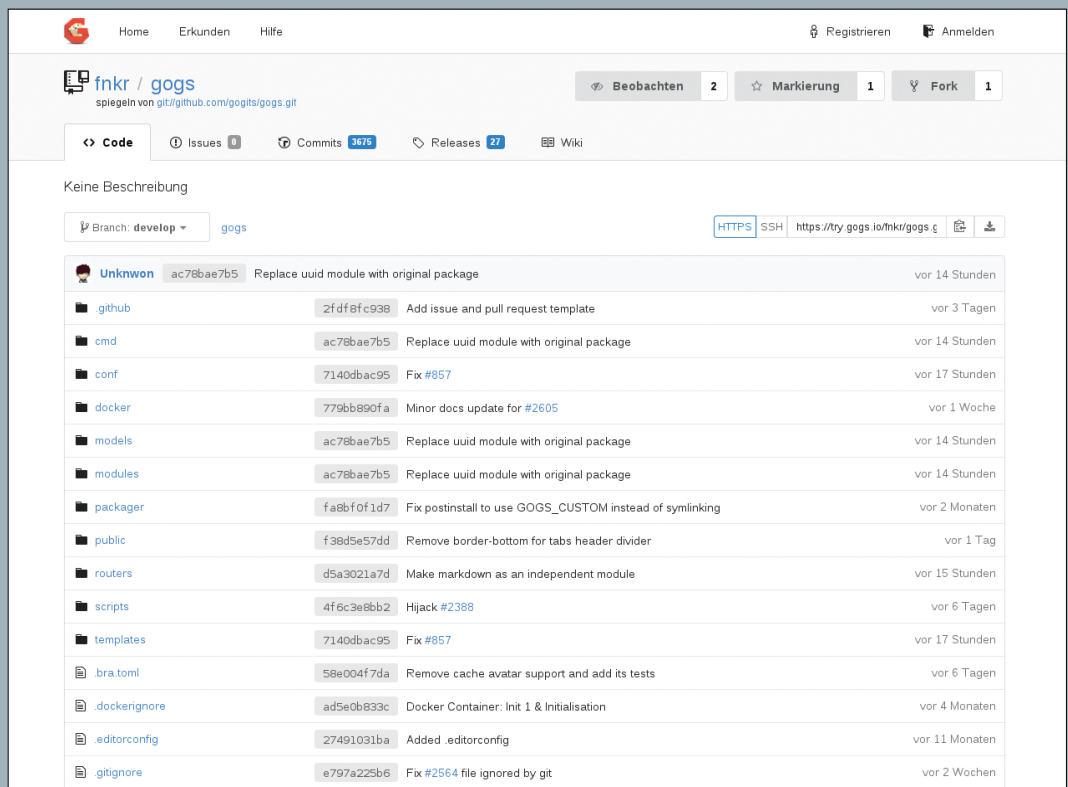 Home Erkunden Hilfe Registrieren Anmelden
fnkr / gogs Beobachten 2 Markierung 1 Fork 1
spiegeln von git://github.com/gogits/gogs.git
Code Issues 0 Commits 3675 Releases 27 Wiki
Keine Beschreibung
Branch: develop gogs HTTPS SSH https://try.gogs.io/fnkr/gogs.g
Unknwon ac78bae7b5 Replace uuid module with original package vor 14 Stunden
.github 2fdf8fc938 Add issue and pull request template vor 3 Tagen
cmd ac78bae7b5 Replace uuid module with original package vor 14 Stunden
conf 7140dbac95 Fix #857 vor 17 Stunden
docker 779bb890fa Minor docs update for #2605 vor 1 Woche
models ac78bae7b5 Replace uuid module with original package vor 14 Stunden
modules ac78bae7b5 Replace uuid module with original package vor 14 Stunden
packager fa8bf0f1d7 Fix postinstall to use GOGS_CUSTOM instead of symlinking vor 2 Monaten
public f38d5e57dd Remove border-bottom for tabs header divider vor 1 Tag
routers d5a3021a7d Make markdown as an independent module vor 15 Stunden
scripts 4f6c3e8bb2 Hijack #2388 vor 6 Tagen
templates 7140dbac95 Fix #857 vor 17 Stunden
.bra.toml 58e004f7da Remove cache avatar support and add its tests vor 6 Tagen
.dockerignore ad5e0b833c Docker Container: Init 1 & Initialisation vor 4 Monaten
.editorconfig 27491031ba Added .editorconfig vor 11 Monaten
.gitignore e797a225b6 Fix #2564 file ignored by git vor 2 Wochen